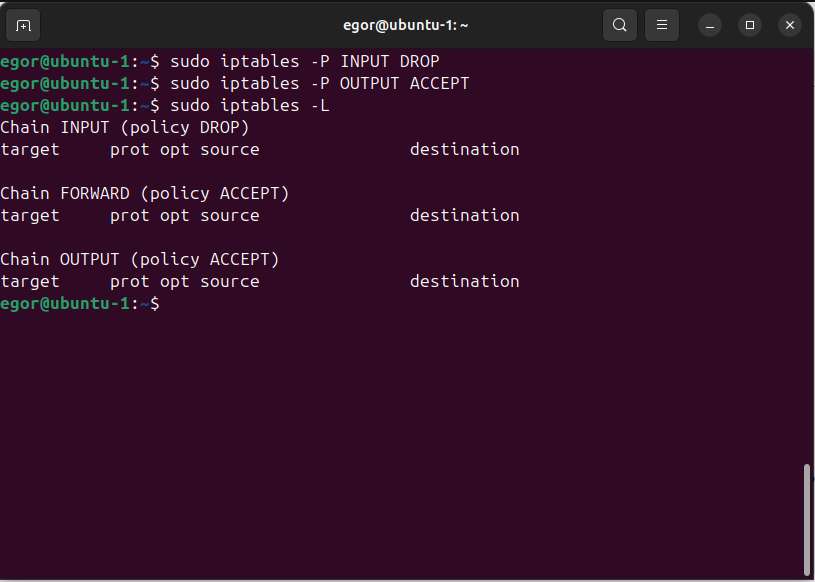 egor@ubuntu-1: ~
egor@ubuntu-1:~$ sudo iptables -P INPUT DROP
egor@ubuntu-1:~$ sudo iptables -P OUTPUT ACCEPT
egor@ubuntu-1:~$ sudo iptables -L
Chain INPUT (policy DROP)
target     prot opt source               destination

Chain FORWARD (policy ACCEPT)
target     prot opt source               destination

Chain OUTPUT (policy ACCEPT)
target     prot opt source               destination
egor@ubuntu-1:~$